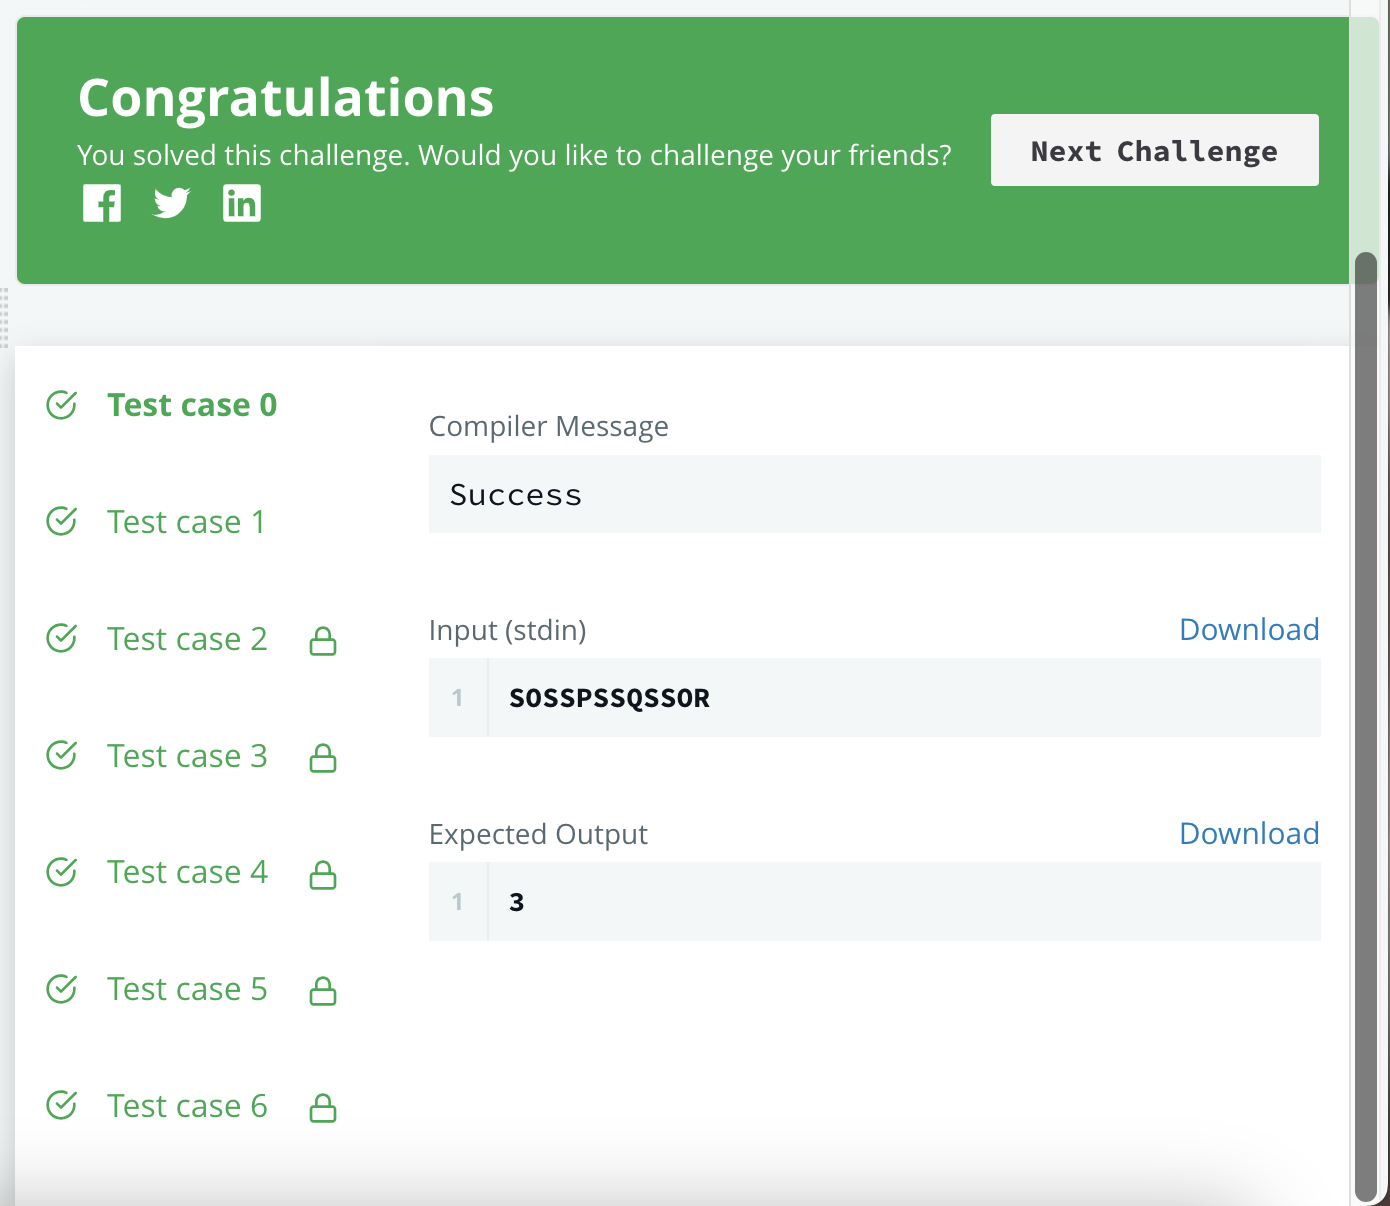 Congratulations
You solved this challenge. Would you like to challenge your friends?
Next Challenge
Test case 0
Test case 1
Test case 2
Test case 3
Test case 4
Test case 5
Test case 6
Compiler Message
Success
Input (stdin)
Download
1 SOSSPSSQSSOR
Expected Output
Download
1 3